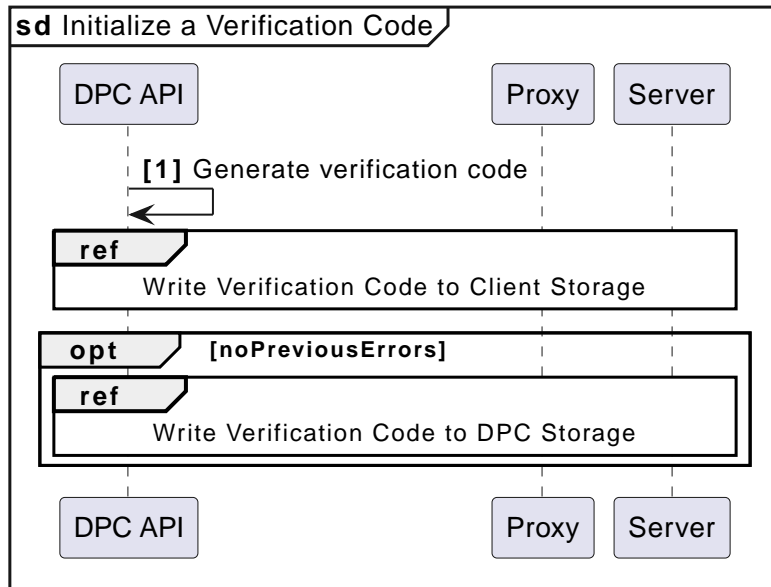 sd Initialize a Verification Code
DPC API Proxy Server
[1] Generate verification code
ref
Write Verification Code to Client Storage
opt [noPreviousErrors]
ref
Write Verification Code to DPC Storage
DPC API Proxy Server